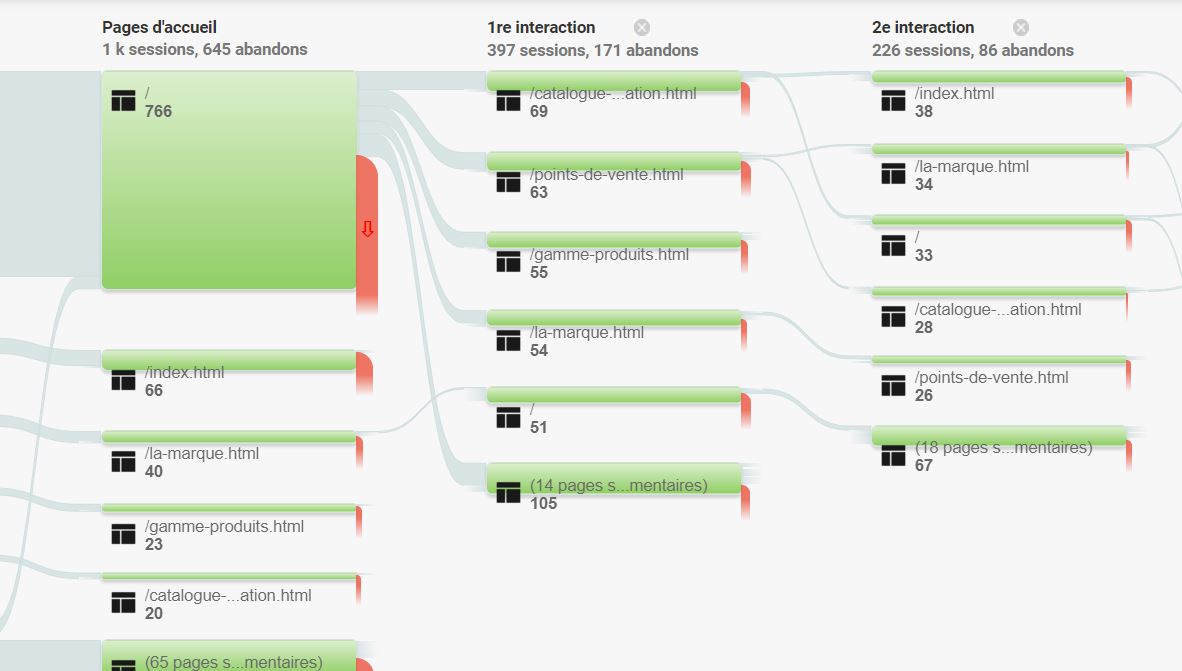 Pages d'accueil
1 k sessions, 645 abandons
/
766
/index.html
66
/la-marque.html
40
/gamme-produits.html
23
/catalogue-...ation.html
20
(65 pages s...mentaires)
1re interaction
397 sessions, 171 abandons
/catalogue-...ation.html
69
/points-de-vente.html
63
/gamme-produits.html
55
/la-marque.html
54
/
51
(14 pages s...mentaires)
105
2e interaction
226 sessions, 86 abandons
/index.html
38
/la-marque.html
34
/
33
/catalogue-...ation.html
28
/points-de-vente.html
26
(18 pages s...mentaires)
67